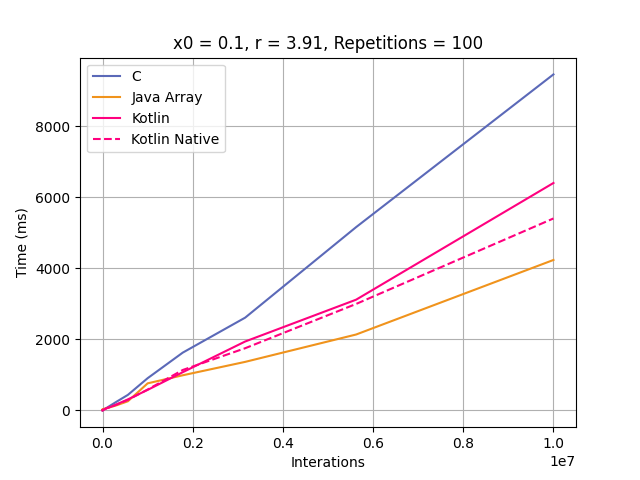 x0 = 0.1, r = 3.91, Repetitions = 100
C
Java Array
Kotlin
Kotlin Native
Time (ms)
8000
6000
4000
2000
0
0.0 0.2 0.4 0.6 0.8 1.0
1e7
Interations